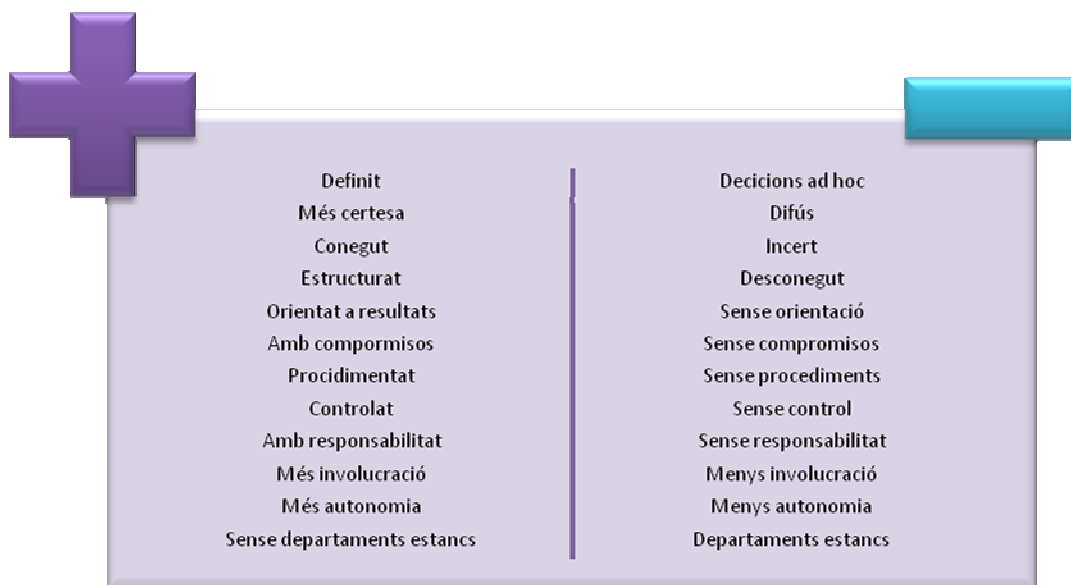 Definit
Més certesa
Conegut
Estructurat
Orientat a resultats
Amb compormisos
Procidimentat
Controlat
Amb responsabilitat
Més involucració
Més autonomia
Sense departaments estancs
Decicions ad hoc
Difús
Incert
Desconegut
Sense orientació
Sense compromisos
Sense procediments
Sense control
Sense responsabilitat
Menys involucració
Menys autonomia
Departaments estancs